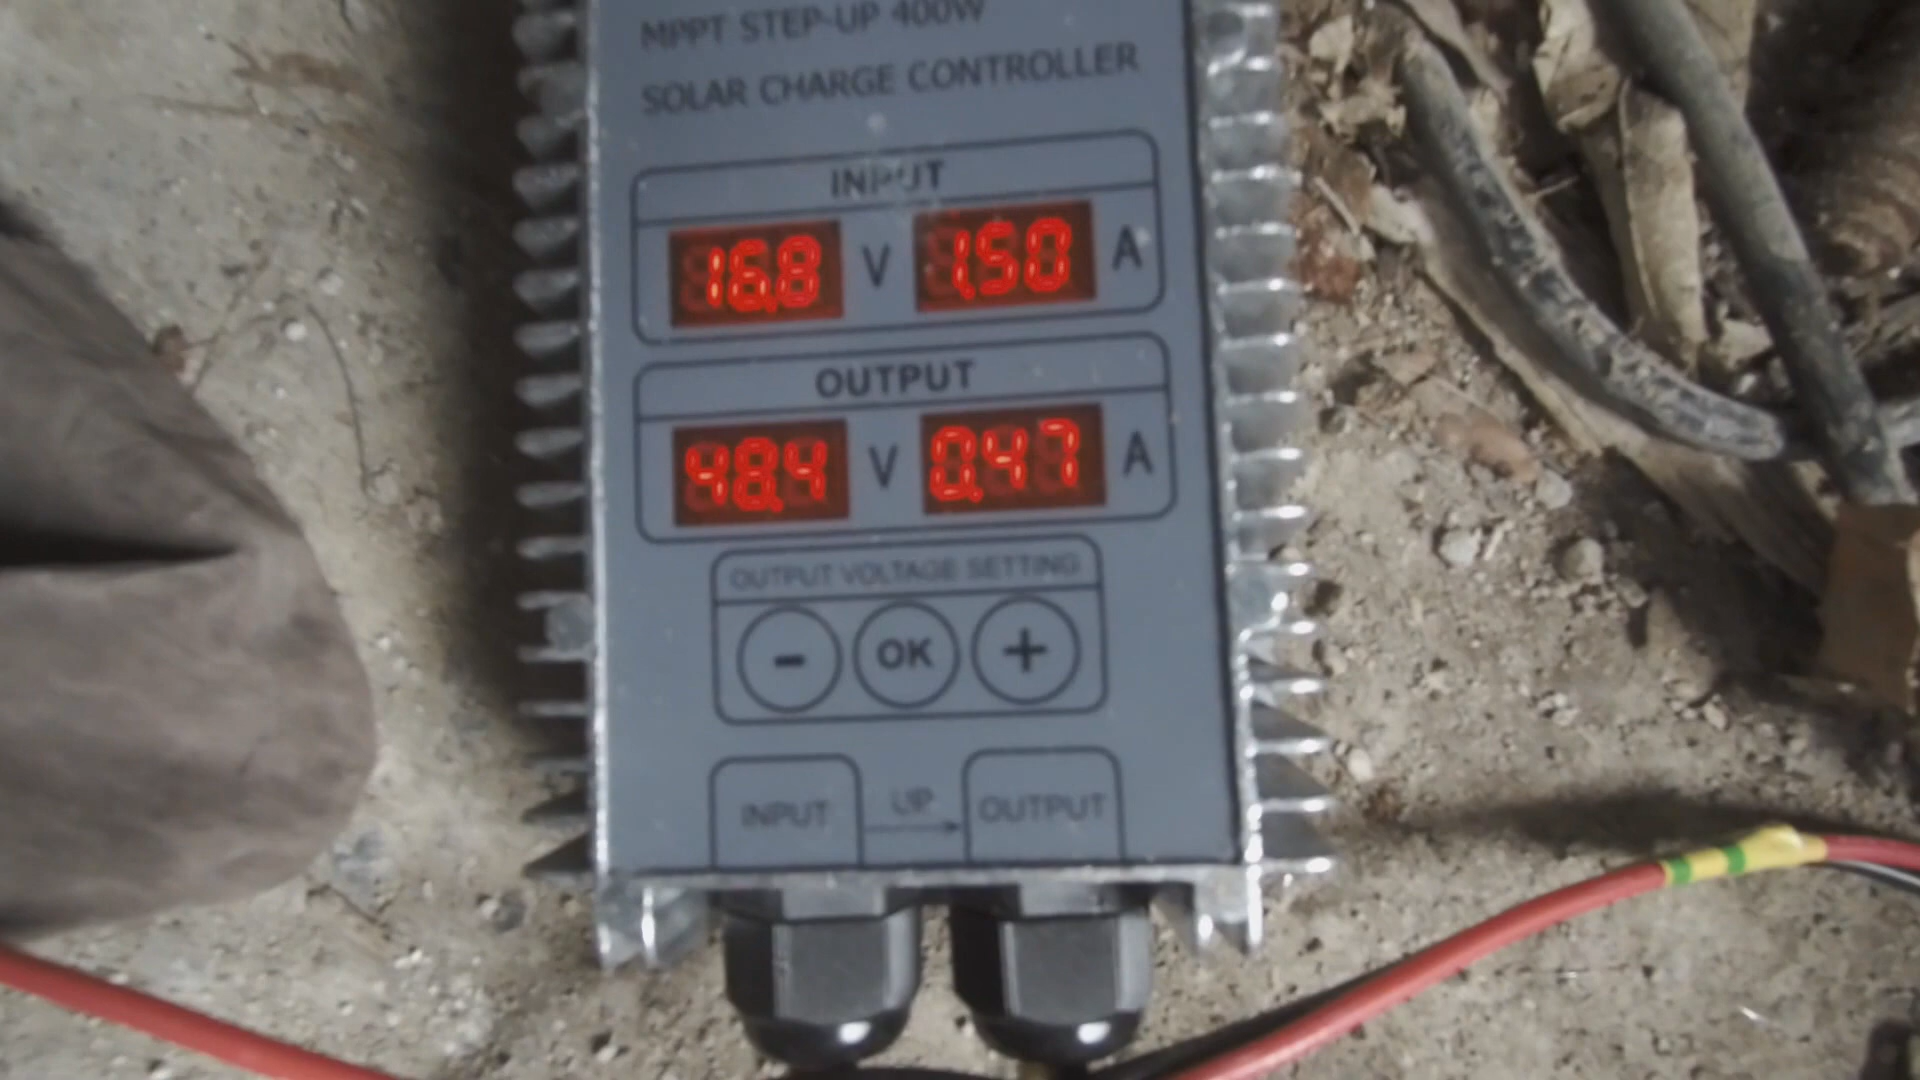 MPPT STEP-UP 400W
SOLAR CHARGE CONTROLLER
INPUT
16.8 V 1.50 A
OUTPUT
48.4 V 0.47 A
OUTPUT VOLTAGE SETTING
- OK +
INPUT UP OUTPUT